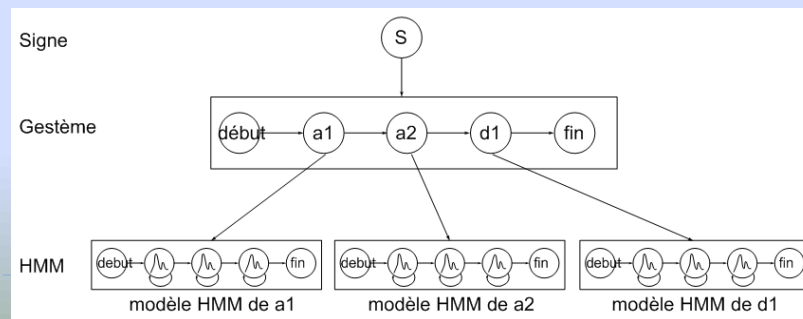 Signe
S
Gestème
début a1 a2 d1 fin
HMM
debut fin debut fin debut fin
modèle HMM de a1 modèle HMM de a2 modèle HMM de d1